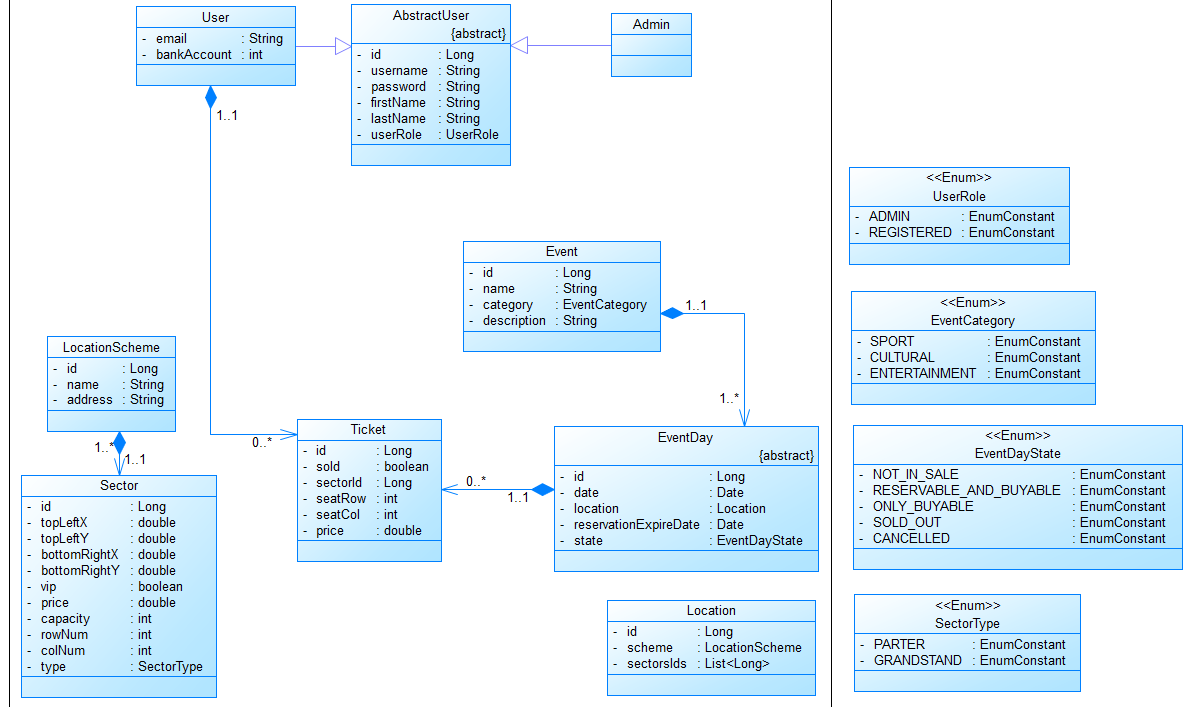 User
- email : String
- bankAccount : int
1..1
AbstractUser
{abstract}
- id : Long
- username : String
- password : String
- firstName : String
- lastName : String
- userRole : UserRole
Admin
<<Enum>>
UserRole
- ADMIN : EnumConstant
- REGISTERED : EnumConstant
Event
- id : Long
- name : String
- category : EventCategory
- description : String
1..1
1..*
<<Enum>>
EventCategory
- SPORT : EnumConstant
- CULTURAL : EnumConstant
- ENTERTAINMENT : EnumConstant
LocationScheme
- id : Long
- name : String
- address : String
1..*
1..1
0..*
Ticket
- id : Long
- sold : boolean
- sectorId : Long
- seatRow : int
- seatCol : int
- price : double
0..*
1..1
EventDay
{abstract}
- id : Long
- date : Date
- location : Location
- reservationExpireDate : Date
- state : EventDayState
<<Enum>>
EventDayState
- NOT_IN_SALE : EnumConstant
- RESERVABLE_AND_BUYABLE : EnumConstant
- ONLY_BUYABLE : EnumConstant
- SOLD_OUT : EnumConstant
- CANCELLED : EnumConstant
Sector
- id : Long
- topLeftX : double
- topLeftY : double
- bottomRightX : double
- bottomRightY : double
- vip : boolean
- price : double
- capacity : int
- rowNum : int
- colNum : int
- type : SectorType
Location
- id : Long
- scheme : LocationScheme
- sectorsIds : List<Long>
<<Enum>>
SectorType
- PARTER : EnumConstant
- GRANDSTAND : EnumConstant